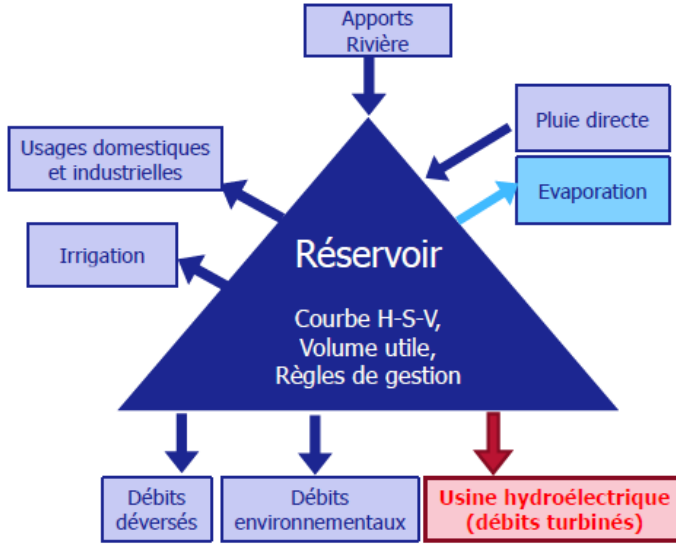 Apports
Rivière
Pluie directe
Usages domestiques
et industrielles
Evaporation
Irrigation
Réservoir
Courbe H-S-V,
Volume utile,
Règles de gestion
Débits
déversés
Débits
environnementaux
Usine hydroélectrique
(débits turbinés)